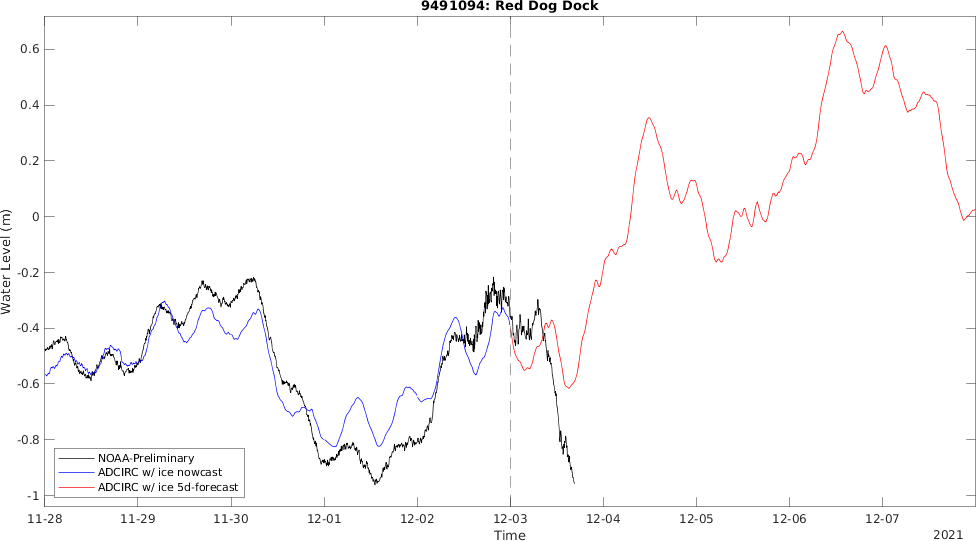 9491094: Red Dog Dock
Water Level (m)
0.6
0.4
0.2
0
-0.2
-0.4
-0.6
-0.8
-1
NOAA-Preliminary
ADCIRC w/ ice nowcast
ADCIRC w/ ice 5d-forecast
11-28 11-29 11-30 12-01 12-02 12-03 12-04 12-05 12-06 12-07
Time
2021